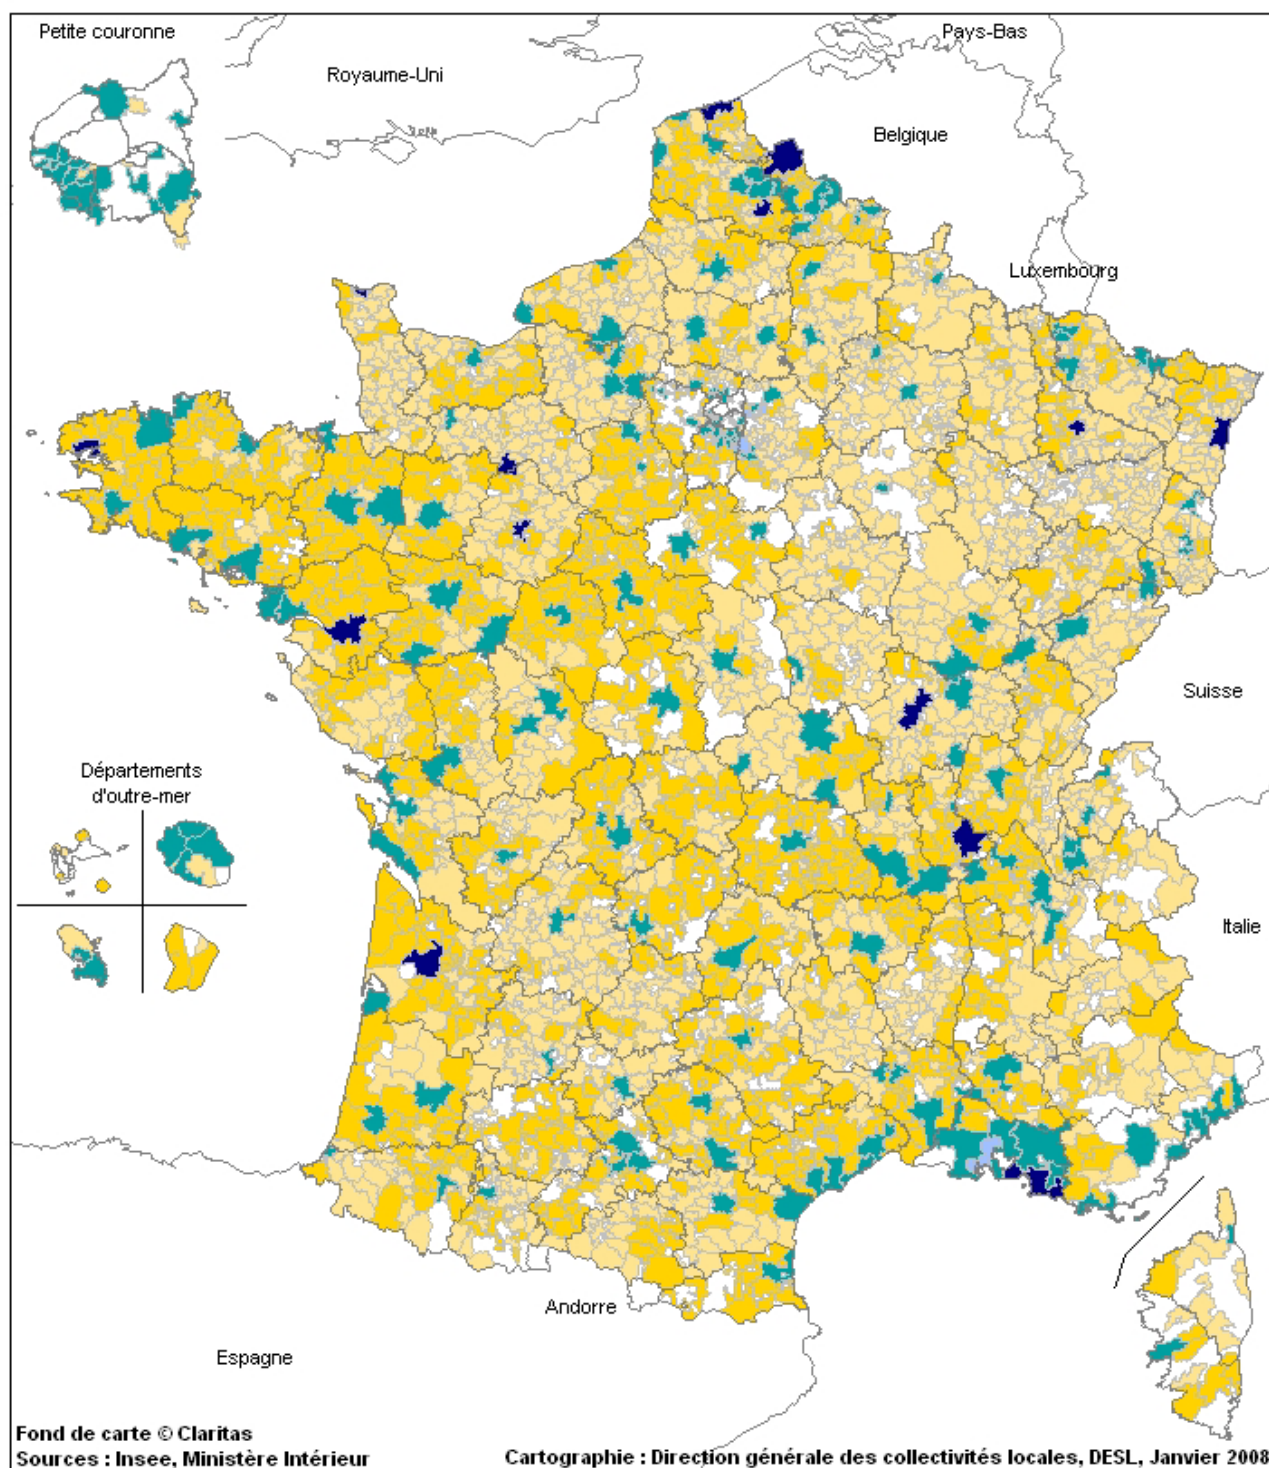 Petite couronne
Royaume-Uni
Pays-Bas
Belgique
Luxembourg
Suisse
Départements
d'outre-mer
Italie
Andorre
Espagne
Fond de carte © Claritas
Sources : Insee, Ministère Intérieur
Cartographie : Direction générale des collectivités locales, DESL, Janvier 2008